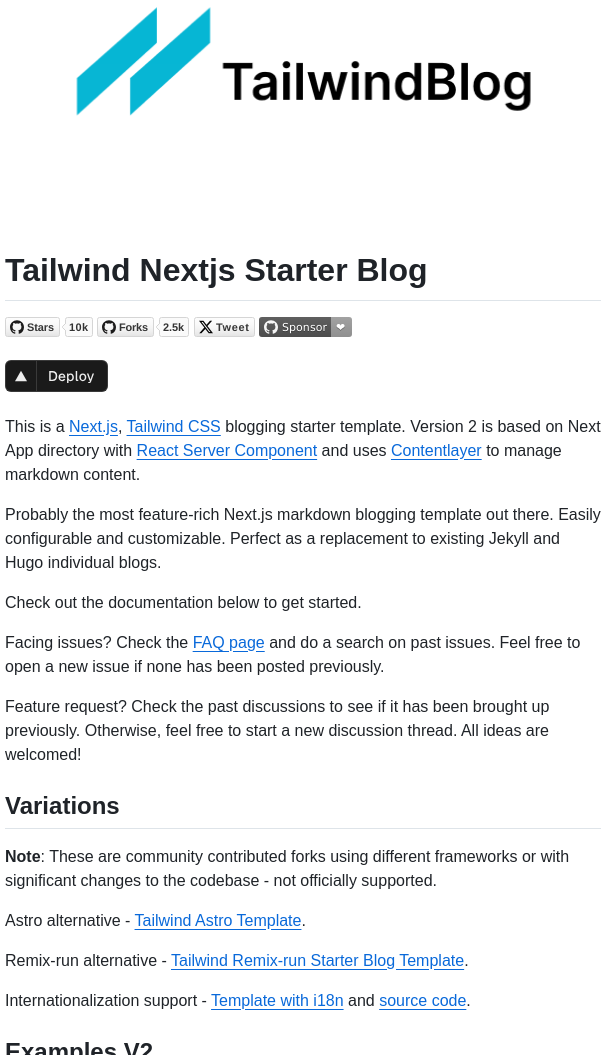 TailwindBlog
Tailwind Nextjs Starter Blog
Stars 10k Forks 2.5k Tweet Sponsor
Deploy
This is a Next.js, Tailwind CSS blogging starter template. Version 2 is based on Next
App directory with React Server Component and uses Contentlayer to manage
markdown content.
Probably the most feature-rich Next.js markdown blogging template out there. Easily
configurable and customizable. Perfect as a replacement to existing Jekyll and
Hugo individual blogs.
Check out the documentation below to get started.
Facing issues? Check the FAQ page and do a search on past issues. Feel free to
open a new issue if none has been posted previously.
Feature request? Check the past discussions to see if it has been brought up
previously. Otherwise, feel free to start a new discussion thread. All ideas are
welcomed!
Variations
Note: These are community contributed forks using different frameworks or with
significant changes to the codebase - not officially supported.
Astro alternative - Tailwind Astro Template.
Remix-run alternative - Tailwind Remix-run Starter Blog Template.
Internationalization support - Template with i18n and source code.
Examples V2